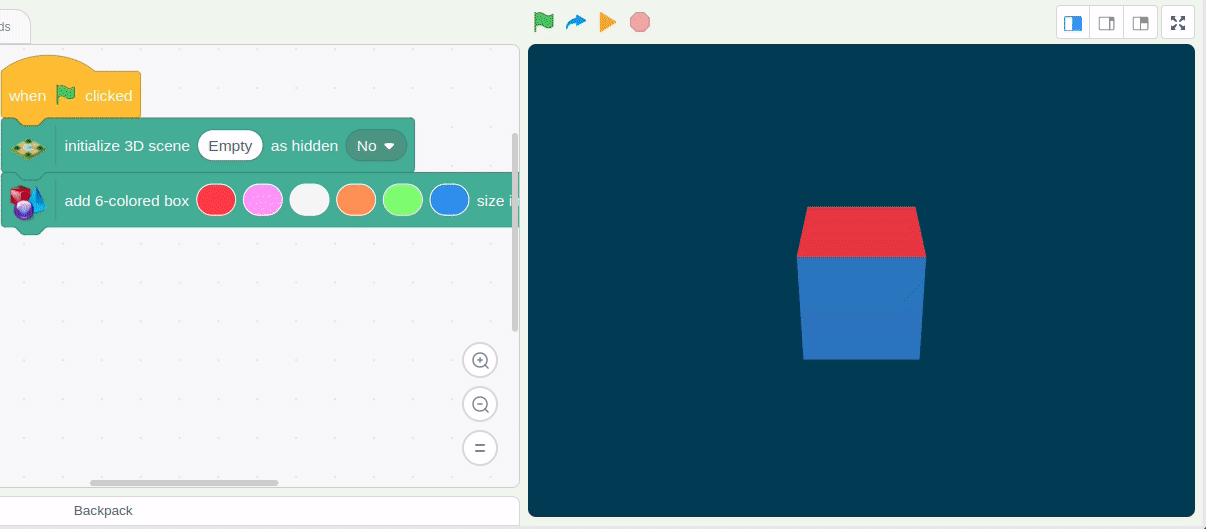 ds
when clicked
initialize 3D scene Empty as hidden No
add 6-colored box size i
Backpack